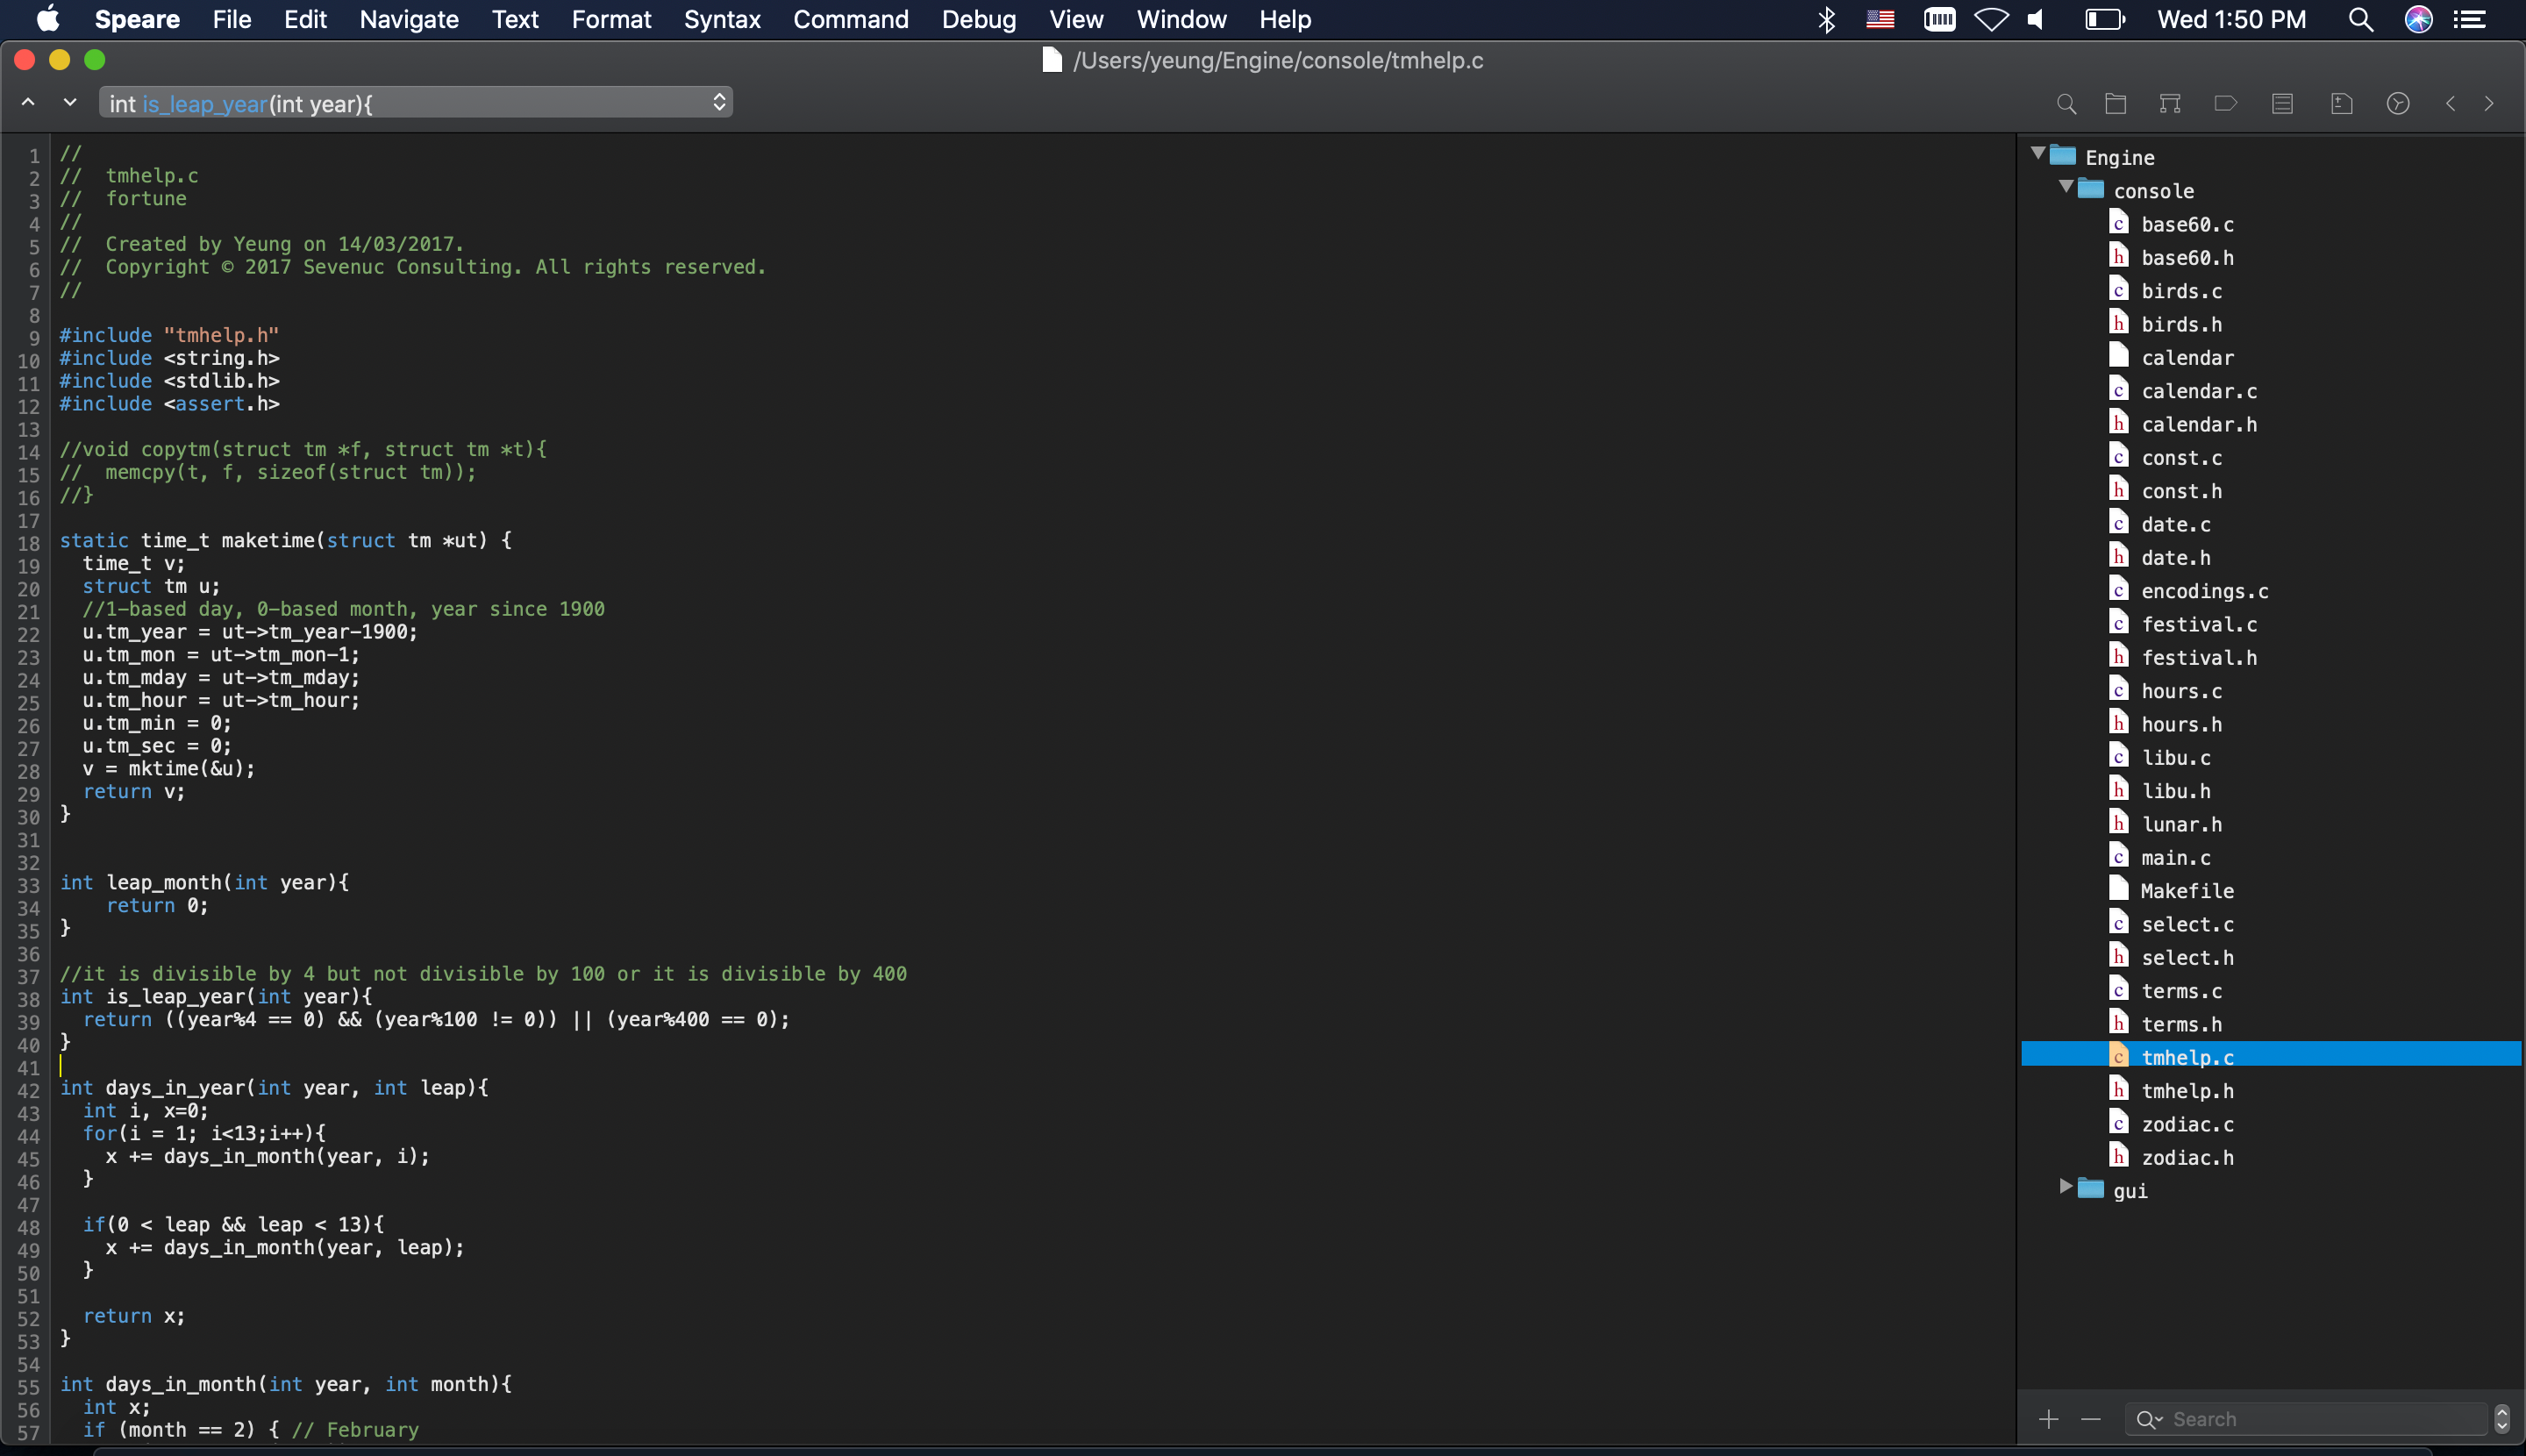 Speare File Edit Navigate Text Format Syntax Command Debug View Window Help Wed 1:50 PM
/Users/yeung/Engine/console/tmhelp.c
int is_leap_year(int year){
1 //
2 //  tmhelp.c
3 //  fortune
4 //
5 //  Created by Yeung on 14/03/2017.
6 //  Copyright © 2017 Sevenuc Consulting. All rights reserved.
7 //
8
9 #include "tmhelp.h"
10 #include <string.h>
11 #include <stdlib.h>
12 #include <assert.h>
13
14 //void copytm(struct tm *f, struct tm *t){
15 //  memcpy(t, f, sizeof(struct tm));
16 //}
17
18 static time_t maketime(struct tm *ut) {
19   time_t v;
20   struct tm u;
21   //1-based day, 0-based month, year since 1900
22   u.tm_year = ut->tm_year-1900;
23   u.tm_mon = ut->tm_mon-1;
24   u.tm_mday = ut->tm_mday;
25   u.tm_hour = ut->tm_hour;
26   u.tm_min = 0;
27   u.tm_sec = 0;
28   v = mktime(&u);
29   return v;
30 }
31
32
33 int leap_month(int year){
34     return 0;
35 }
36
37 //it is divisible by 4 but not divisible by 100 or it is divisible by 400
38 int is_leap_year(int year){
39   return ((year%4 == 0) && (year%100 != 0)) || (year%400 == 0);
40 }
41
42 int days_in_year(int year, int leap){
43   int i, x=0;
44   for(i = 1; i<13;i++){
45     x += days_in_month(year, i);
46   }
47
48   if(0 < leap && leap < 13){
49     x += days_in_month(year, leap);
50   }
51
52   return x;
53 }
54
55 int days_in_month(int year, int month){
56   int x;
57   if (month == 2) { // February
Engine
console
c base60.c
h base60.h
c birds.c
h birds.h
calendar
c calendar.c
h calendar.h
c const.c
h const.h
c date.c
h date.h
c encodings.c
c festival.c
h festival.h
c hours.c
h hours.h
c libu.c
h libu.h
h lunar.h
c main.c
Makefile
c select.c
h select.h
c terms.c
h terms.h
c tmhelp.c
h tmhelp.h
c zodiac.c
h zodiac.h
gui
Search